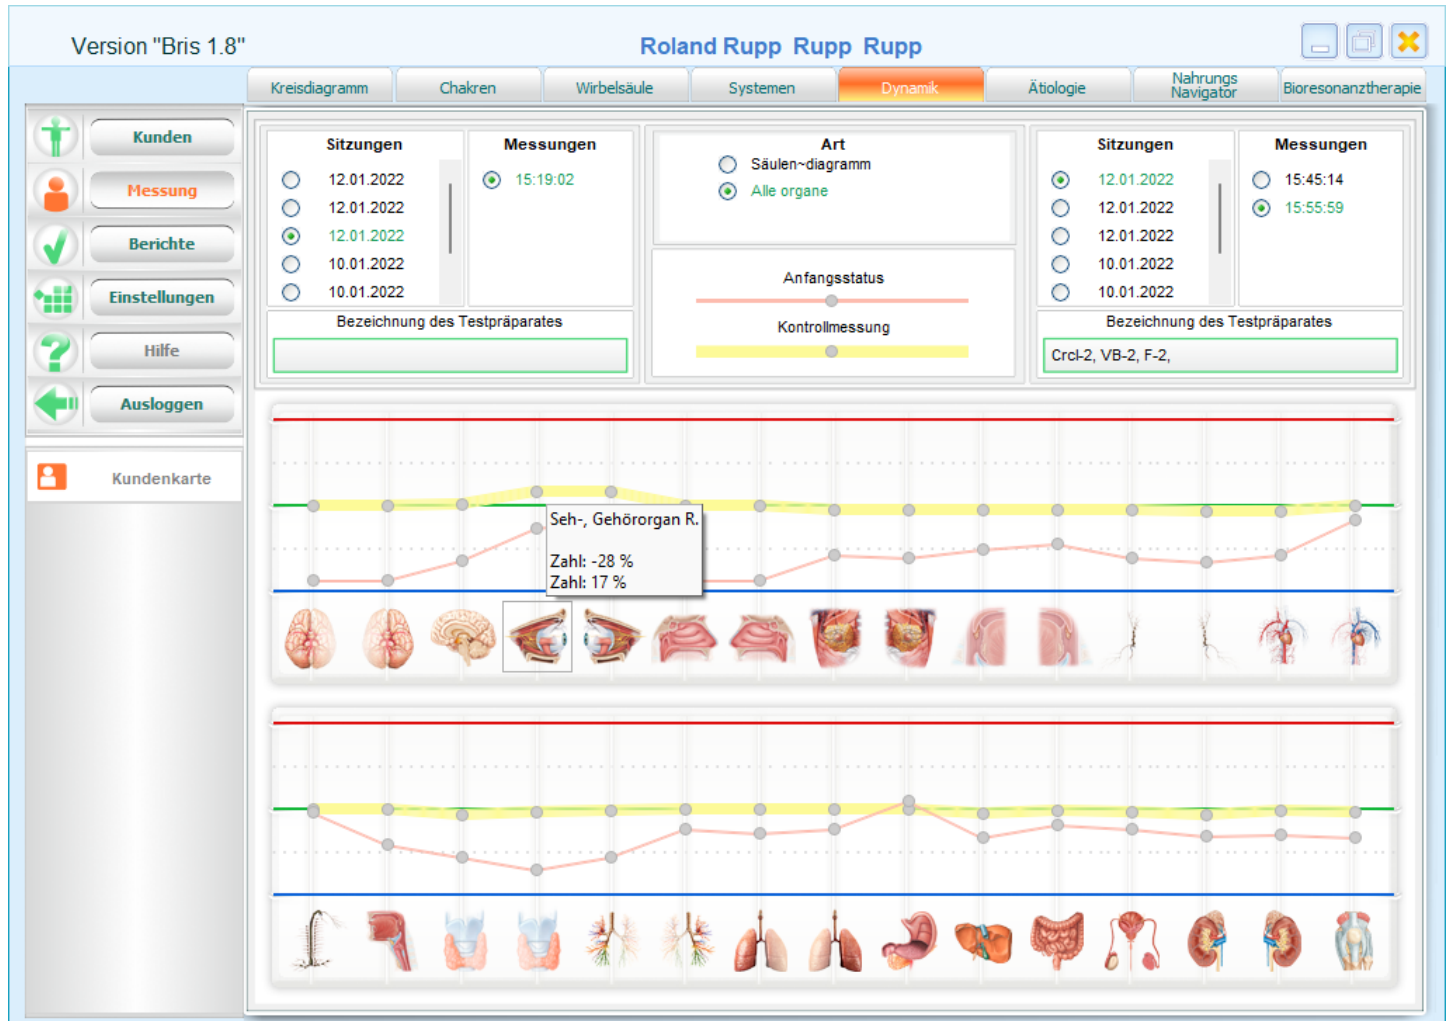 Version "Bris 1.8"
Roland Rupp Rupp Rupp
Kreisdiagramm
Chakren
Wirbelsäule
Systemen
Dynamik
Ätiologie
Nahrungs
Navigator
Bioresonanztherapie
Kunden
Messung
Berichte
Einstellungen
Hilfe
Ausloggen
Kundenkarte
Sitzungen
12.01.2022
12.01.2022
12.01.2022
10.01.2022
10.01.2022
Messungen
15:19:02
Bezeichnung des Testpräparates
Art
Säulen~diagramm
Alle organe
Anfangsstatus
Kontrollmessung
Sitzungen
12.01.2022
12.01.2022
12.01.2022
10.01.2022
10.01.2022
Messungen
15:45:14
15:55:59
Bezeichnung des Testpräparates
Crcl-2, VB-2, F-2,
Seh-, Gehörorgan R.
Zahl: -28 %
Zahl: 17 %